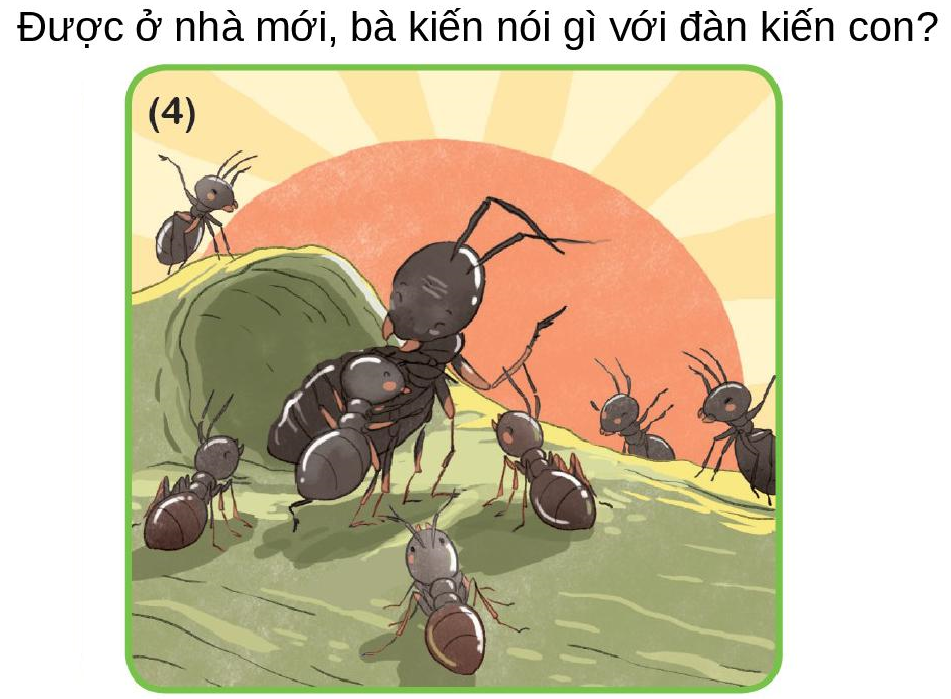 Được ở nhà mới, bà kiến nói gì với đàn kiến con?
(4)